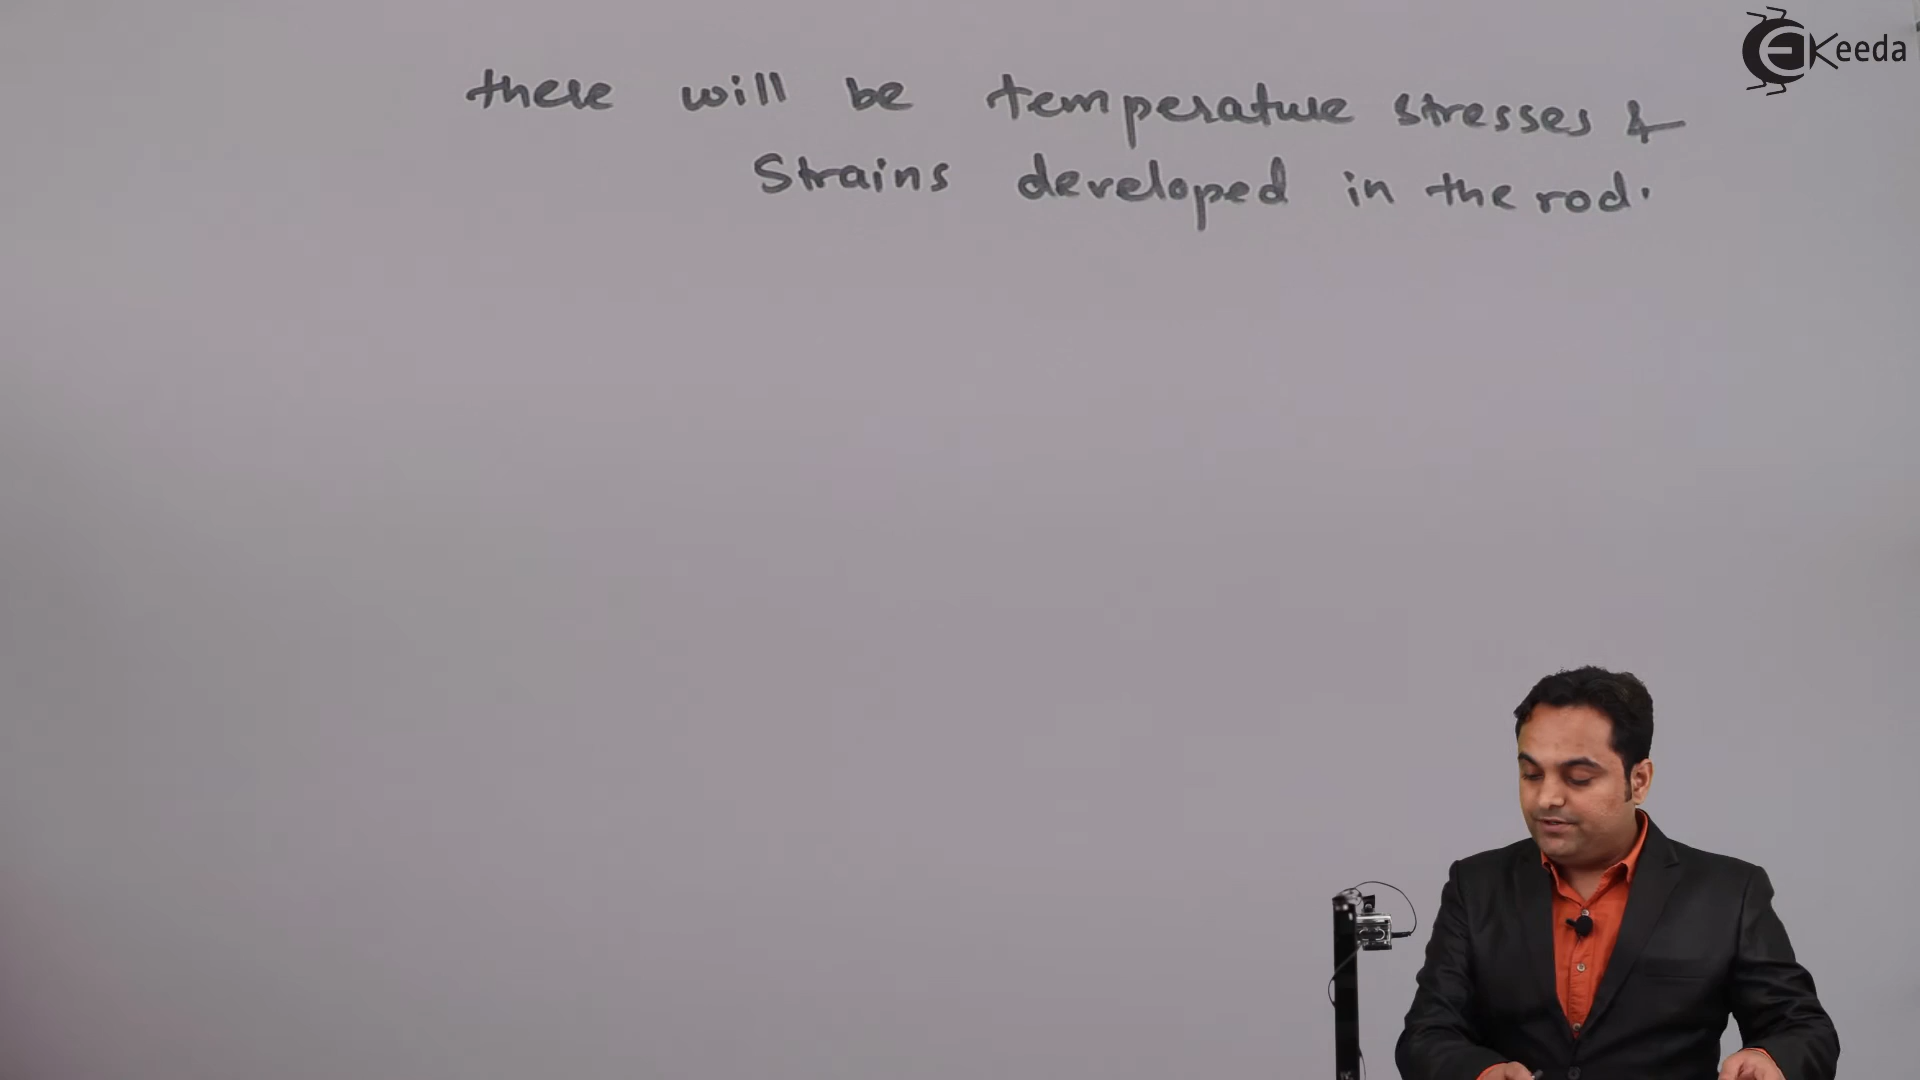 there will be temperature stresses &
Strains developed in the rod.
EKeeda